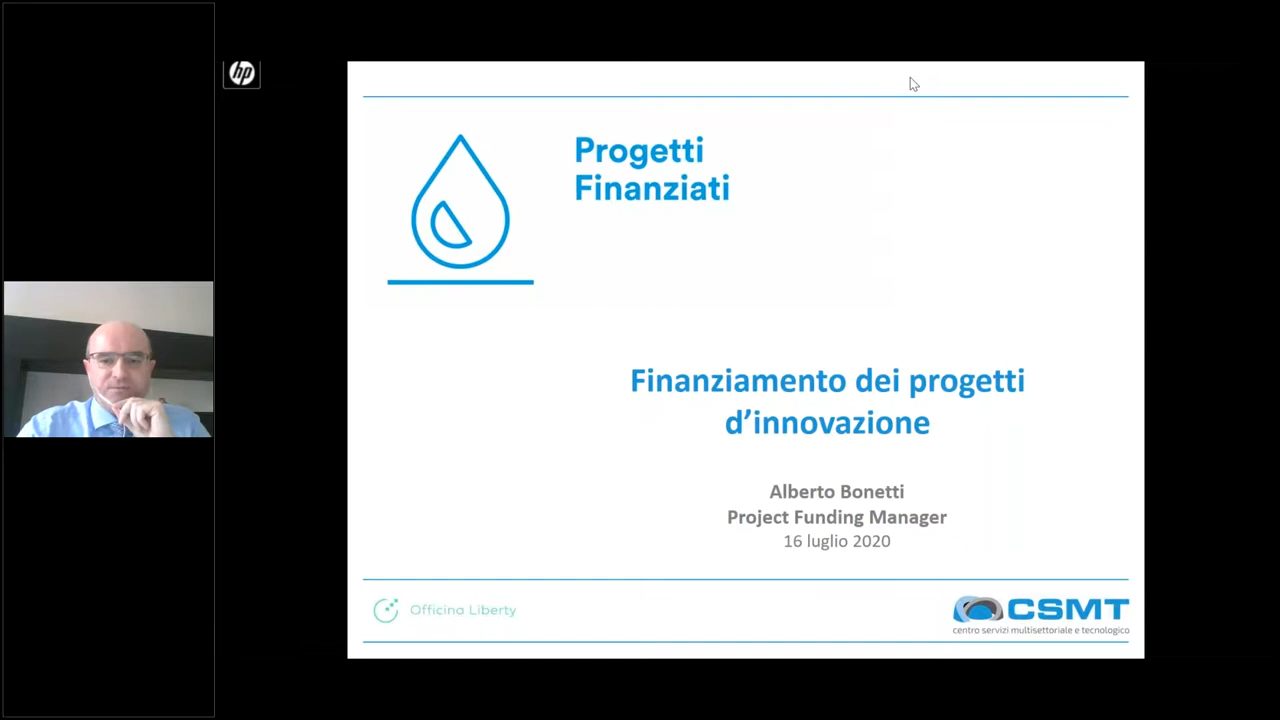 hp
Progetti
Finanziati
Finanziamento dei progetti
d’innovazione
Alberto Bonetti
Project Funding Manager
16 luglio 2020
Officina Liberty
CSMT
centro servizi multisettoriale e tecnologico